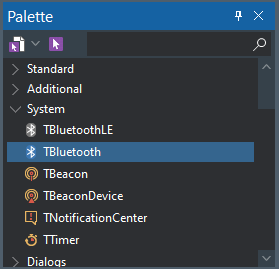 Palette
Standard
Additional
System
TBluetoothLE
TBluetooth
TBeacon
TBeaconDevice
TNotificationCenter
TTimer
Dialogs